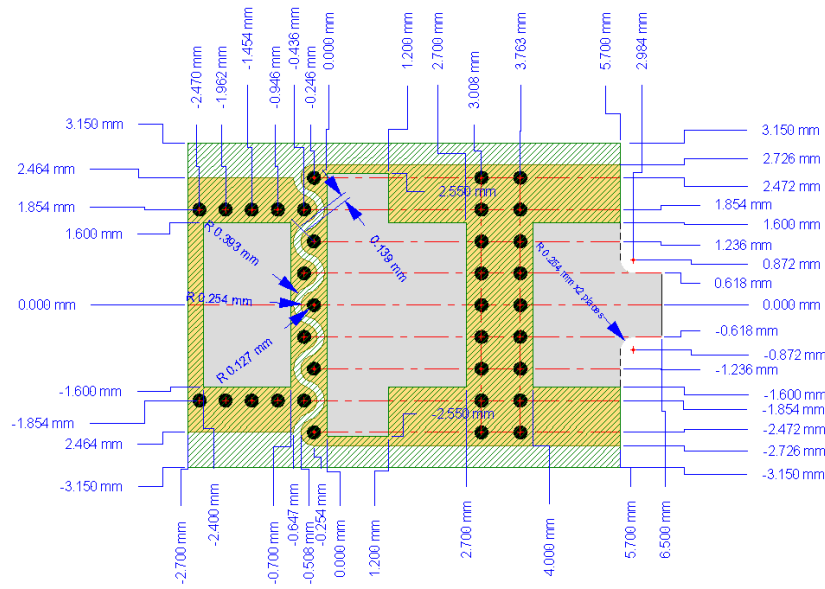 -2.470 mm
-1.962 mm
-1.454 mm
-0.946 mm
-0.436 mm
-0.246 mm
0.000 mm
1.200 mm
2.700 mm
3.008 mm
3.763 mm
5.700 mm
2.984 mm
3.150 mm
2.464 mm
1.854 mm
1.600 mm
0.000 mm
-1.600 mm
-1.854 mm
2.464 mm
-3.150 mm
2.550 mm
R 0.393 mm
0.139 mm
R 0.254 mm
R 0.127 mm
R 0.254 mm x2 places
-2.550 mm
3.150 mm
2.726 mm
2.472 mm
1.854 mm
1.600 mm
1.236 mm
0.872 mm
0.618 mm
0.000 mm
-0.618 mm
-0.872 mm
-1.236 mm
-1.600 mm
-1.854 mm
-2.472 mm
-2.726 mm
-3.150 mm
-2.700 mm
-2.400 mm
-0.700 mm
-0.647 mm
-0.508 mm
-0.254 mm
0.000 mm
1.200 mm
2.700 mm
4.000 mm
5.700 mm
6.500 mm